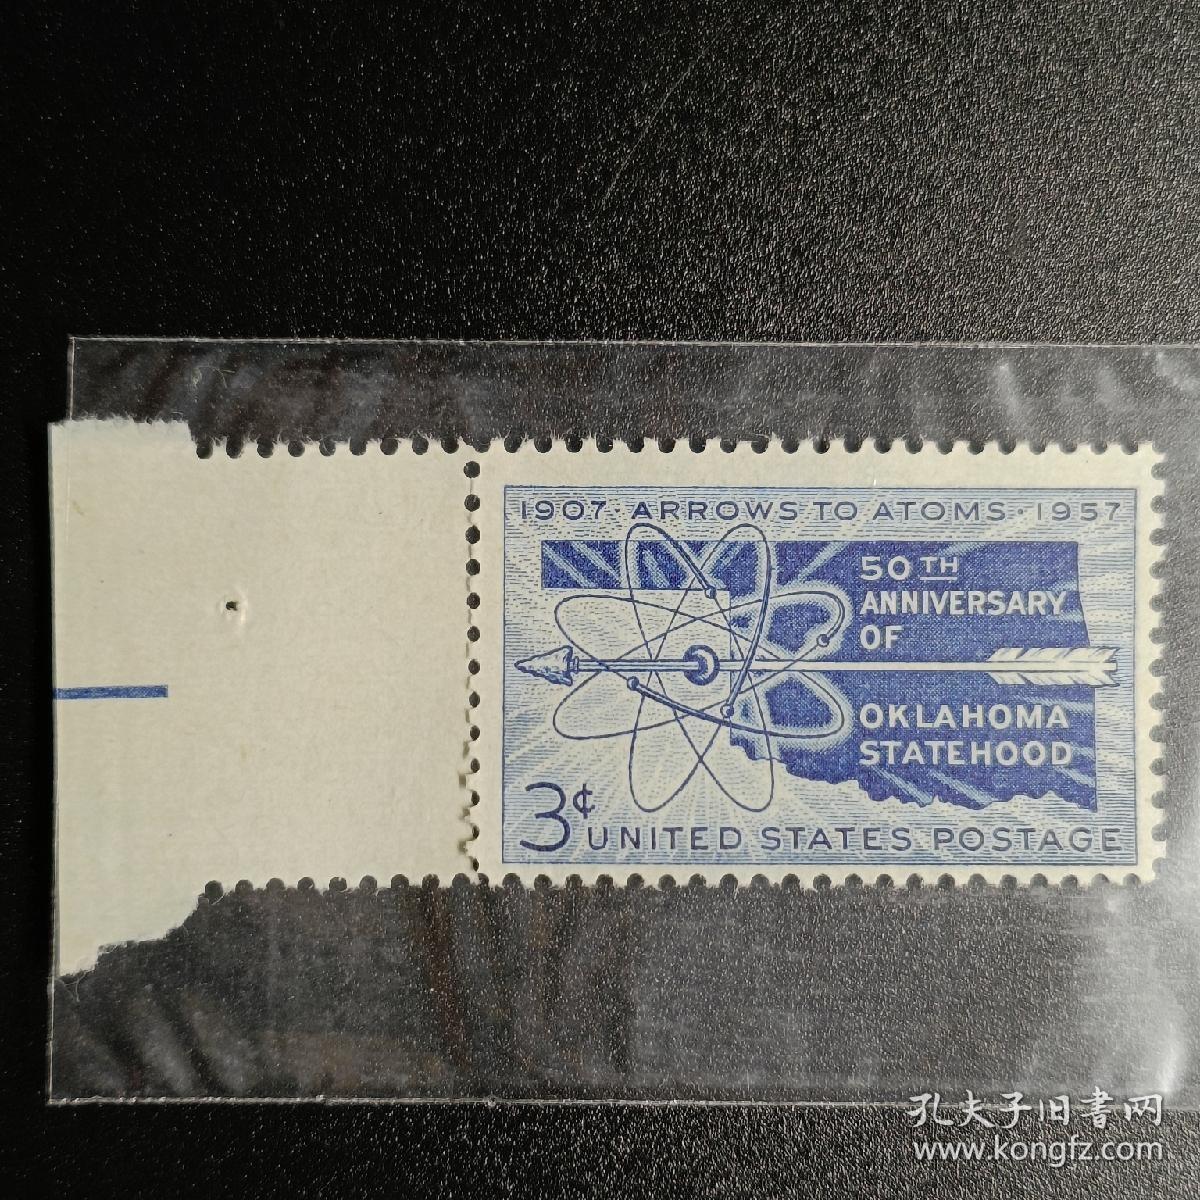 1907 · ARROWS TO ATOMS · 1957
50TH
ANNIVERSARY
OF
OKLAHOMA
STATEHOOD
3¢ UNITED STATES POSTAGE
孔夫子旧書网
www.kongfz.com